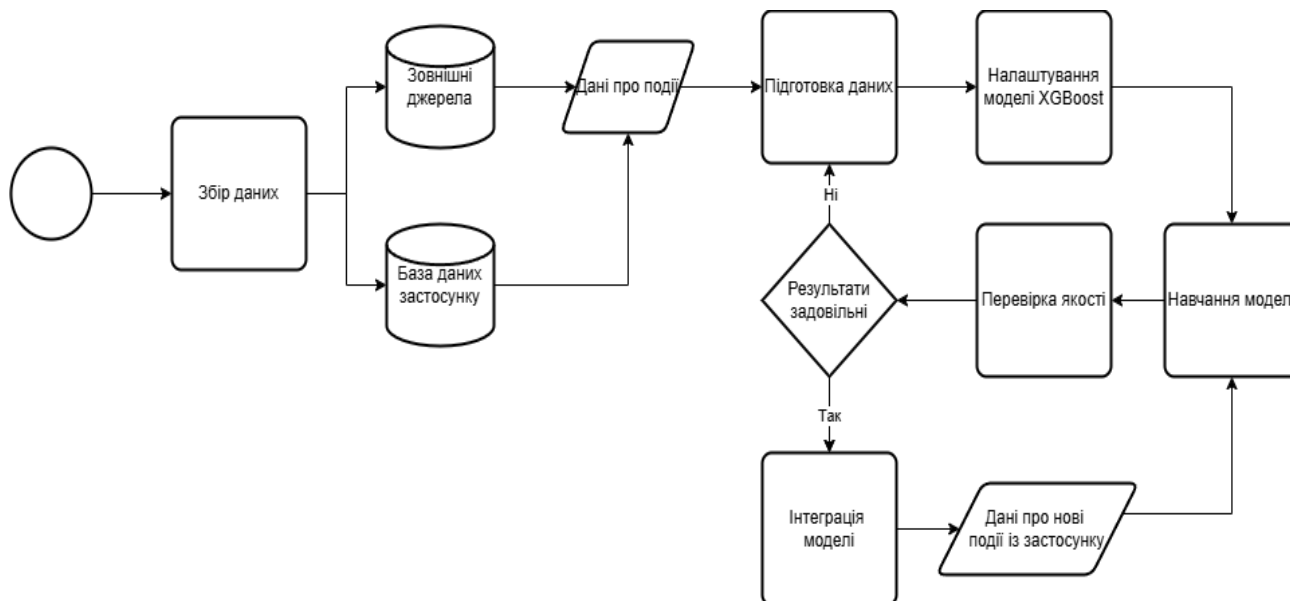 Збір даних
Зовнішні
джерела
База даних
застосунку
Дані про події
Підготовка даних
Налаштування
моделі XGBoost
Навчання модел
Перевірка якості
Результати
задовільні
Ні
Так
Інтеграція
моделі
Дані про нові
події із застосунку